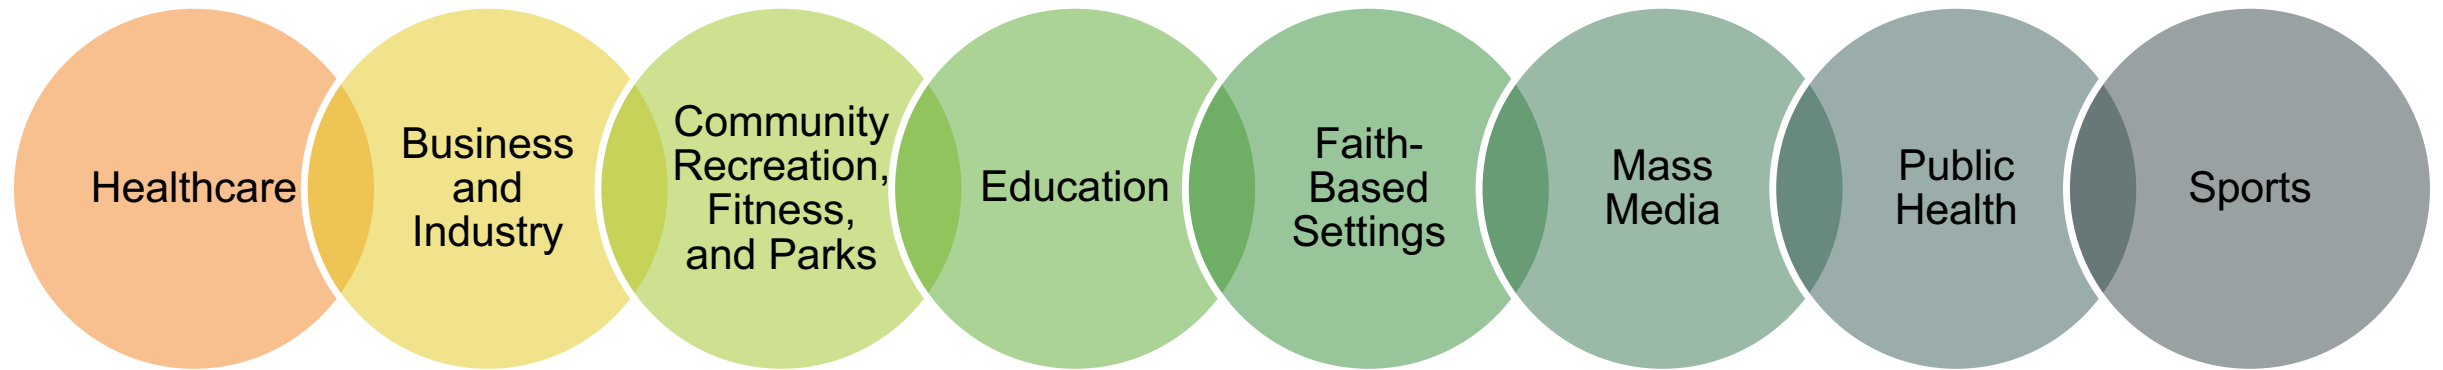 Healthcare
Business
and
Industry
Community
Recreation,
Fitness,
and Parks
Education
Faith-
Based
Settings
Mass
Media
Public
Health
Sports